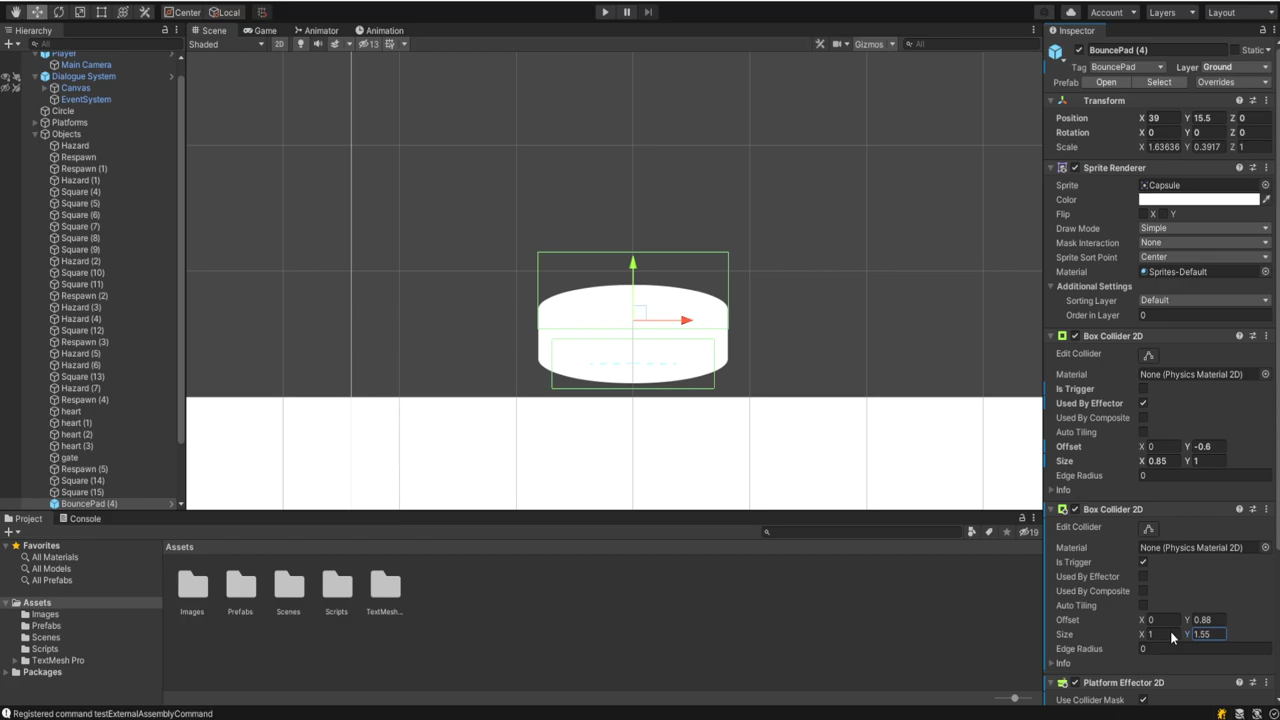 Center Local Account Layers Layout
Hierarchy
Scene Game Animator Animation
Inspector
All
Shaded 2D 13 Gizmos All
BouncePad (4) Static
Tag BouncePad Layer Ground
Prefab Open Select Overrides
Player
Main Camera
Dialogue System
Canvas
EventSystem
Circle
Platforms
Objects
Hazard
Respawn
Respawn (1)
Hazard (1)
Square (4)
Square (5)
Square (6)
Square (7)
Square (8)
Square (9)
Hazard (2)
Square (10)
Square (11)
Respawn (2)
Hazard (3)
Hazard (4)
Square (12)
Respawn (3)
Hazard (5)
Hazard (6)
Square (13)
Hazard (7)
Respawn (4)
heart
heart (1)
heart (2)
heart (3)
gate
Respawn (5)
Square (14)
Square (15)
BouncePad (4)
Transform
Position X 39 Y 15.5 Z 0
Rotation X 0 Y 0 Z 0
Scale X 1.63636 Y 0.3917 Z 1
Sprite Renderer
Sprite Capsule
Color
Flip X Y
Draw Mode Simple
Mask Interaction None
Sprite Sort Point Center
Material Sprites-Default
Additional Settings
Sorting Layer Default
Order in Layer 0
Box Collider 2D
Edit Collider
Material None (Physics Material 2D)
Is Trigger
Used By Effector
Used By Composite
Auto Tiling
Offset X 0 Y -0.6
Size X 0.85 Y 1
Edge Radius 0
Info
Box Collider 2D
Edit Collider
Material None (Physics Material 2D)
Is Trigger
Used By Effector
Used By Composite
Auto Tiling
Offset X 0 Y 0.88
Size X 1 Y 1.55
Edge Radius 0
Info
Platform Effector 2D
Use Collider Mask
Project Console
19
Favorites
All Materials
All Models
All Prefabs
Assets
Images
Prefabs
Scenes
Scripts
TextMesh Pro
Packages
Assets
Images Prefabs Scenes Scripts TextMesh...
Registered command testExternalAssemblyCommand